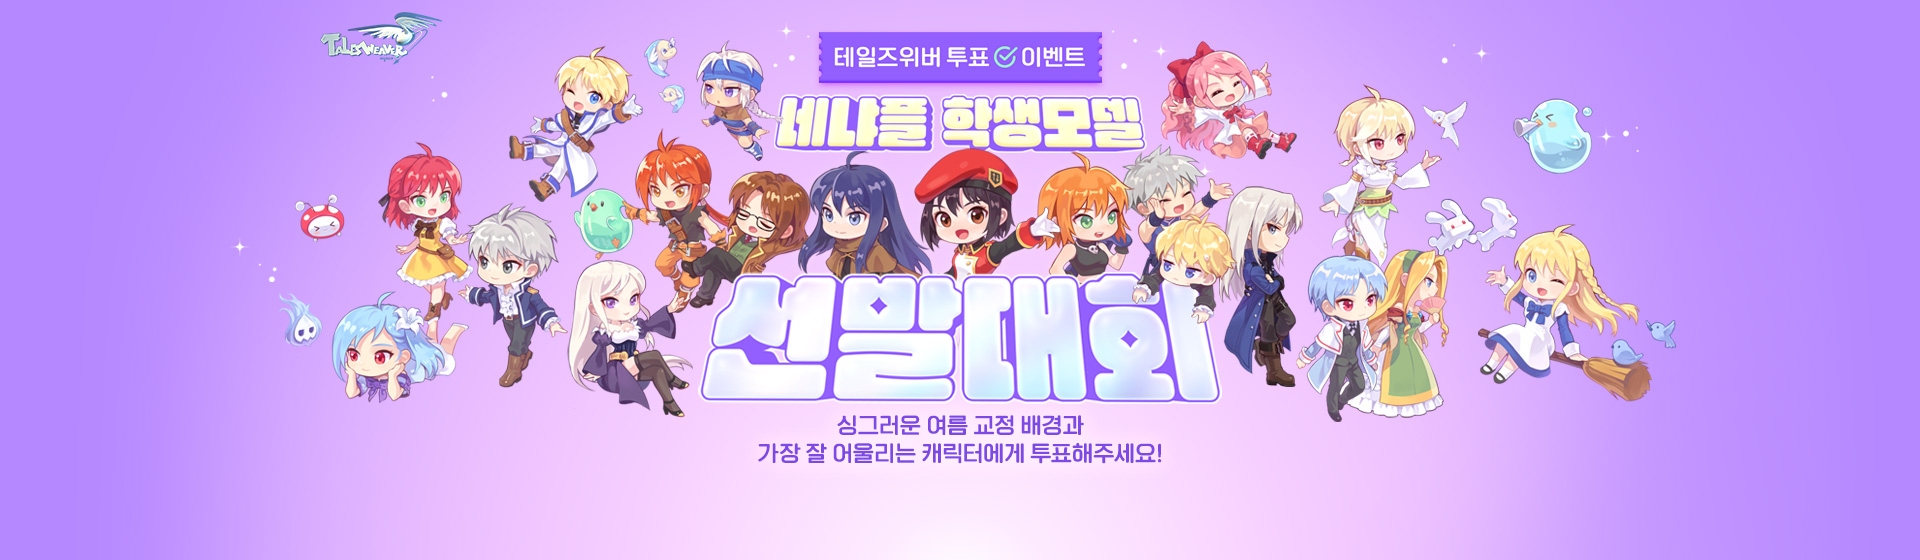 TALESWEAVER
테일즈위버 투표 이벤트
네냐플 학생모델
선발대회
싱그러운 여름 교정 배경과
가장 잘 어울리는 캐릭터에게 투표해주세요!